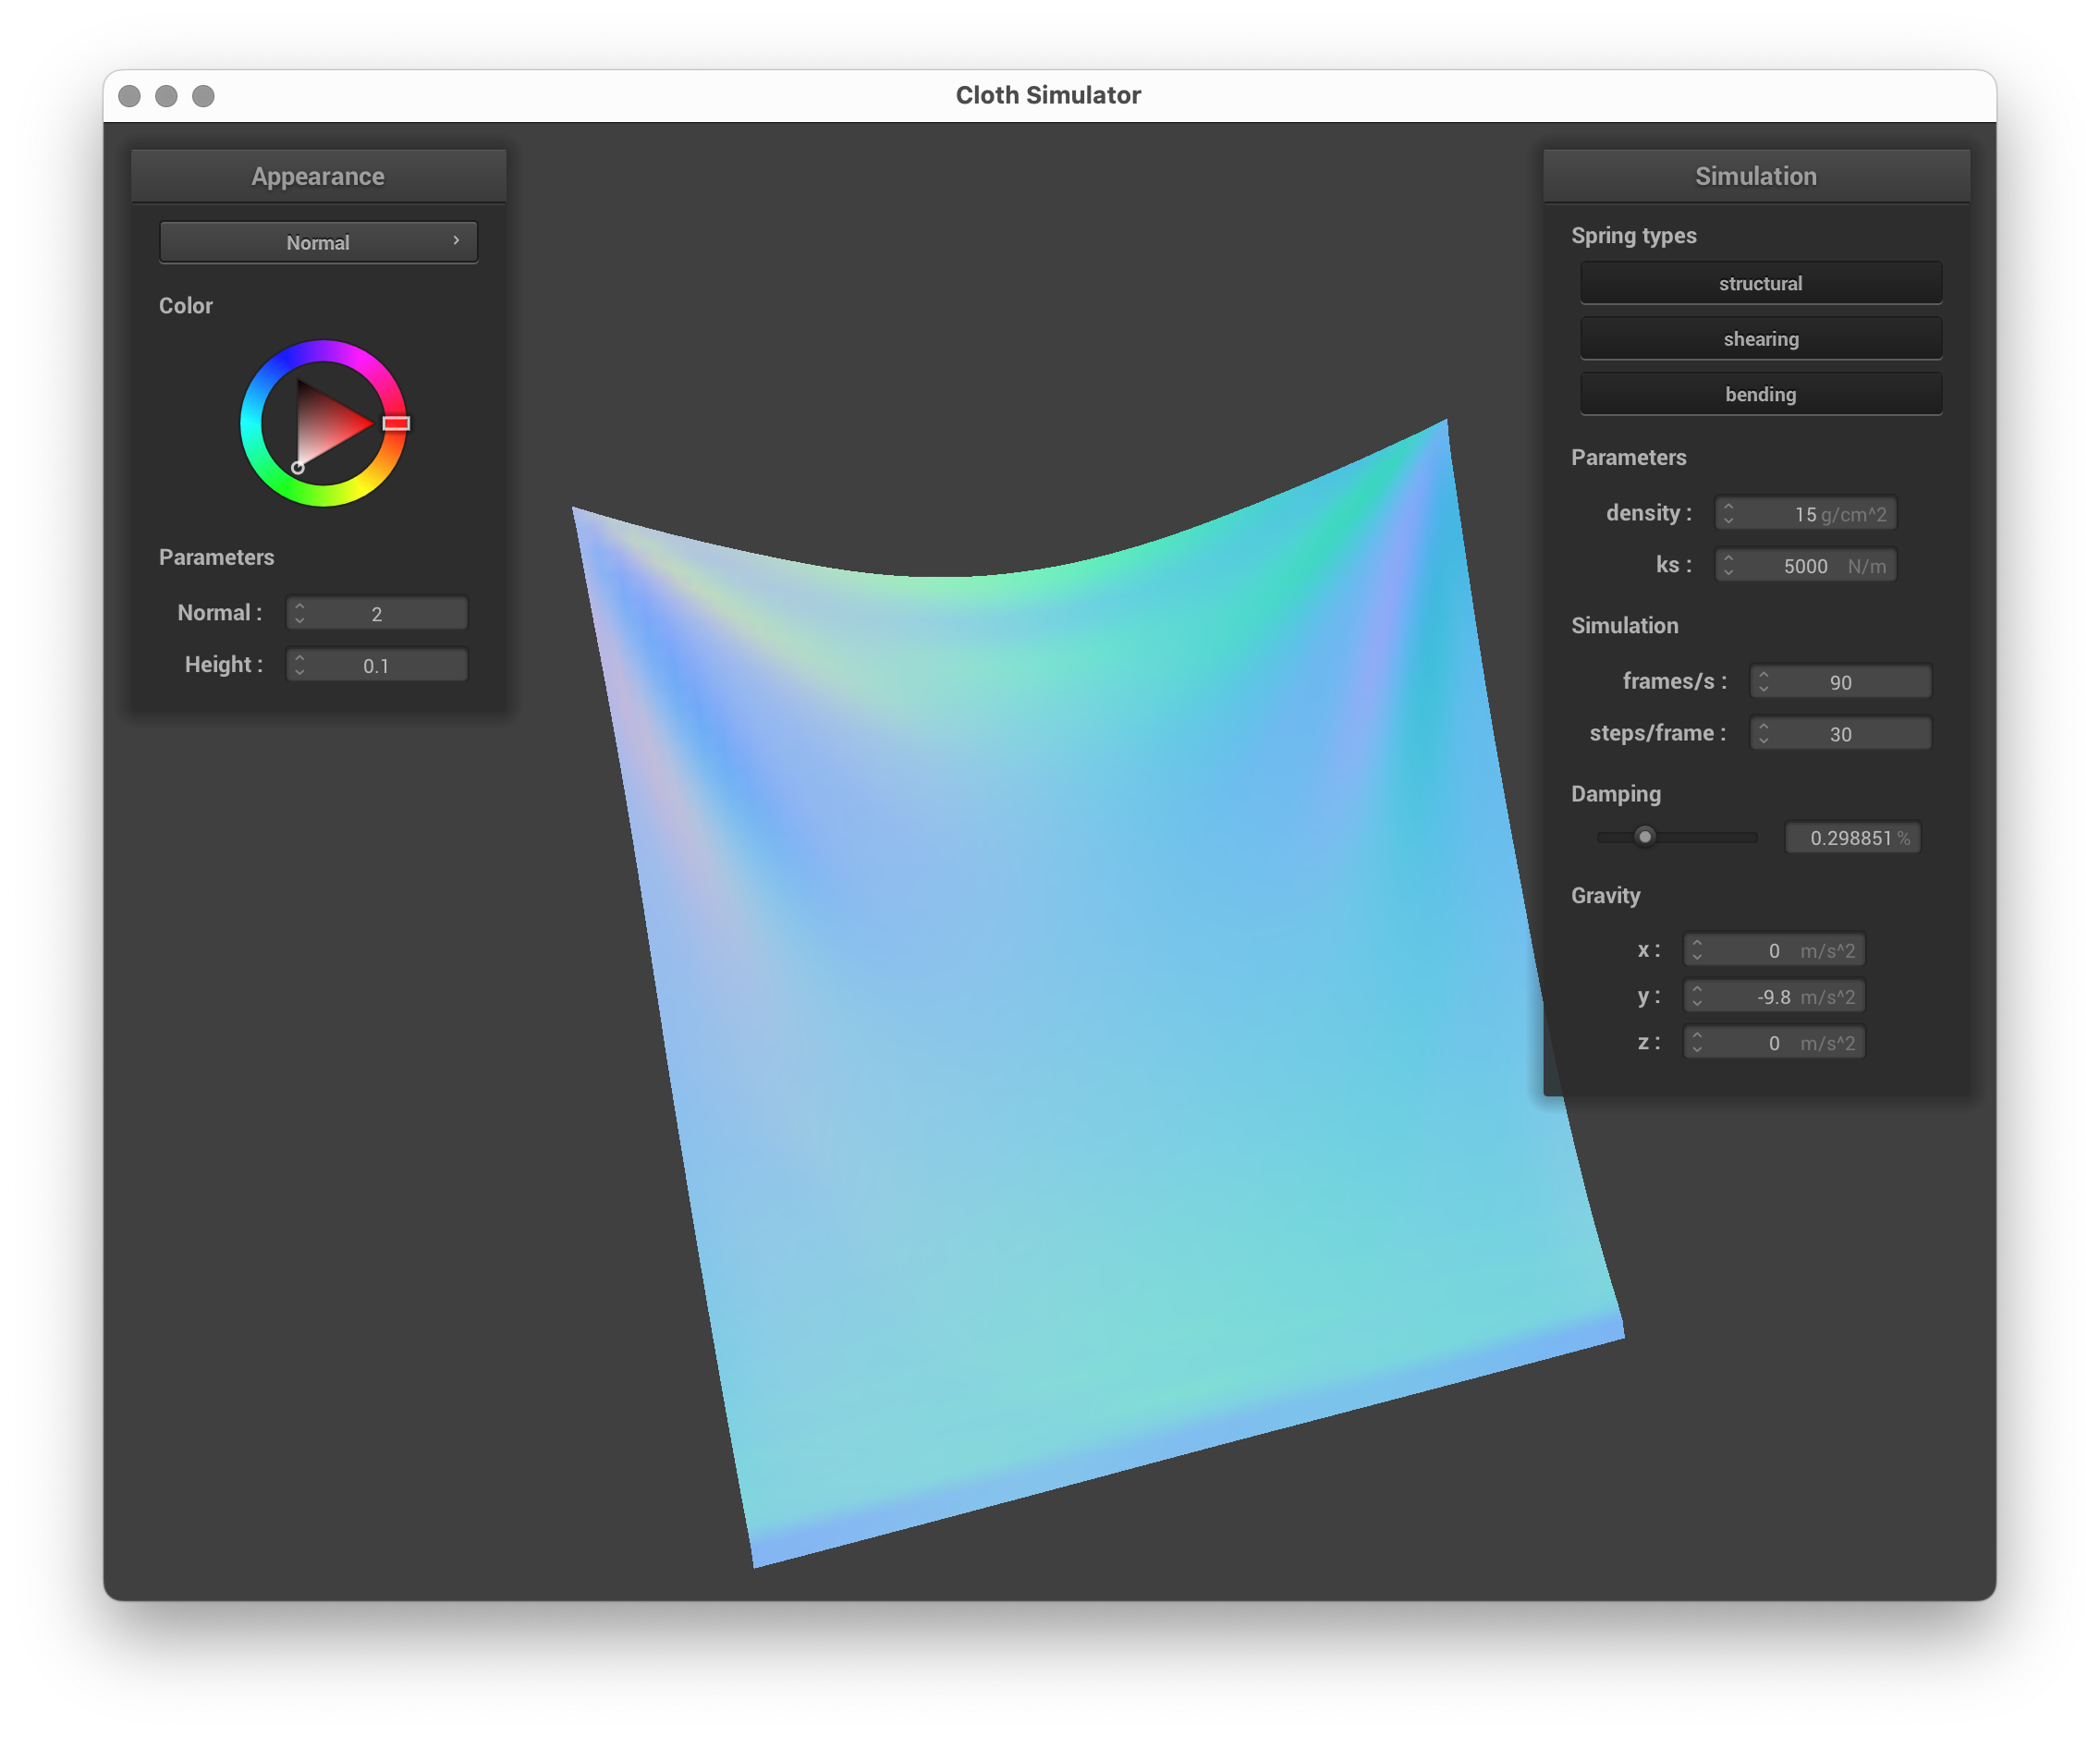 Cloth Simulator
Appearance
Normal
Color
Parameters
Normal : 2
Height : 0.1
Simulation
Spring types
structural
shearing
bending
Parameters
density : 15 g/cm^2
ks : 5000 N/m
Simulation
frames/s : 90
steps/frame : 30
Damping
0.298851 %
Gravity
x : 0 m/s^2
y : -9.8 m/s^2
z : 0 m/s^2